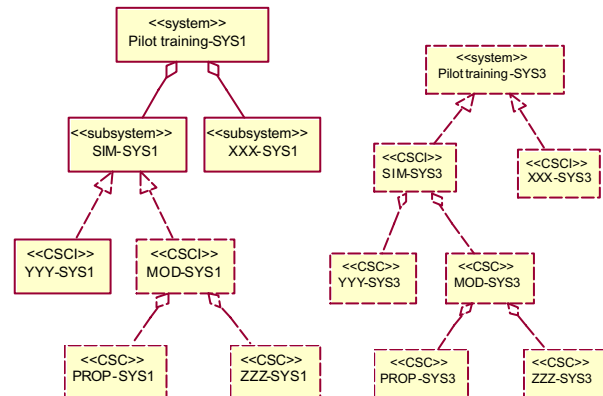 <<system>>
Pilot training-SYS1
<<subsystem>>
SIM-SYS1
<<subsystem>>
XXX-SYS1
<<CSCI>>
YYY-SYS1
<<CSCI>>
MOD-SYS1
<<CSC>>
PROP-SYS1
<<CSC>>
ZZZ-SYS1
<<system>>
Pilot training-SYS3
<<CSCI>>
SIM-SYS3
<<CSCI>>
XXX-SYS3
<<CSC>>
YYY-SYS3
<<CSC>>
MOD-SYS3
<<CSC>>
PROP-SYS3
<<CSC>>
ZZZ-SYS3